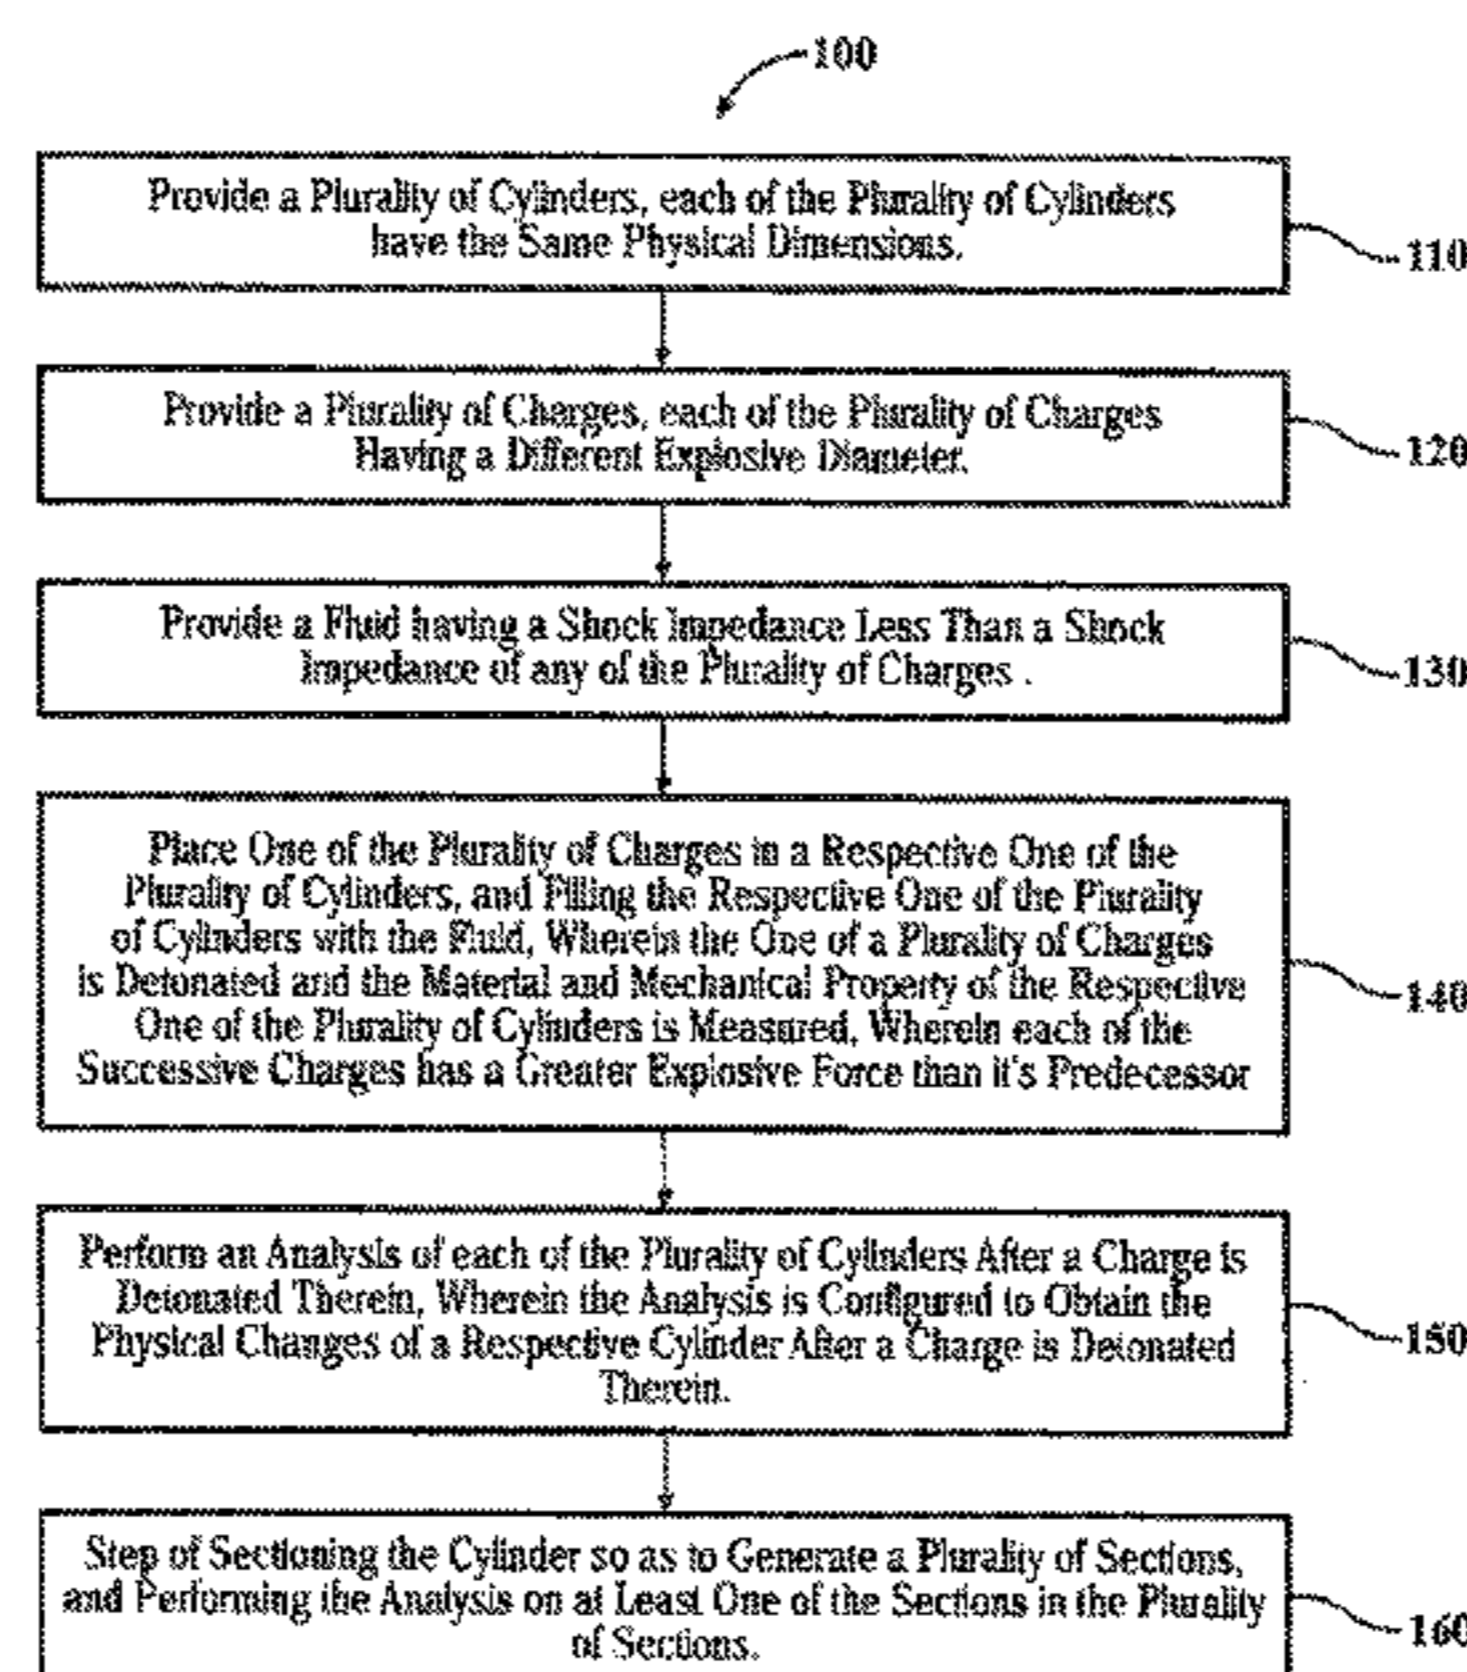 100
Provide a Plurality of Cylinders, each of the Plurality of Cylinders
have the Same Physical Dimensions.
110
Provide a Plurality of Charges, each of the Plurality of Charges
Having a Different Explosive Diameter.
120
Provide a Fluid having a Shock Impedance Less Than a Shock
Impedance of any of the Plurality of Charges .
130
Place One of the Plurality of Charges in a Respective One of the
Plurality of Cylinders, and Filling the Respective One of the Plurality
of Cylinders with the Fluid, Wherein the One of a Plurality of Charges
is Detonated and the Material and Mechanical Property of the Respective
One of the Plurality of Cylinders is Measured, Wherein each of the
Successive Charges has a Greater Explosive Force than it's Predecessor
140
Perform an Analysis of each of the Plurality of Cylinders After a Charge is
Detonated Therein, Wherein the Analysis is Configured to Obtain the
Physical Changes of a Respective Cylinder After a Charge is Detonated
Therein.
150
Step of Sectioning the Cylinder so as to Generate a Plurality of Sections,
and Performing the Analysis on at Least One of the Sections in the Plurality
of Sections.
160